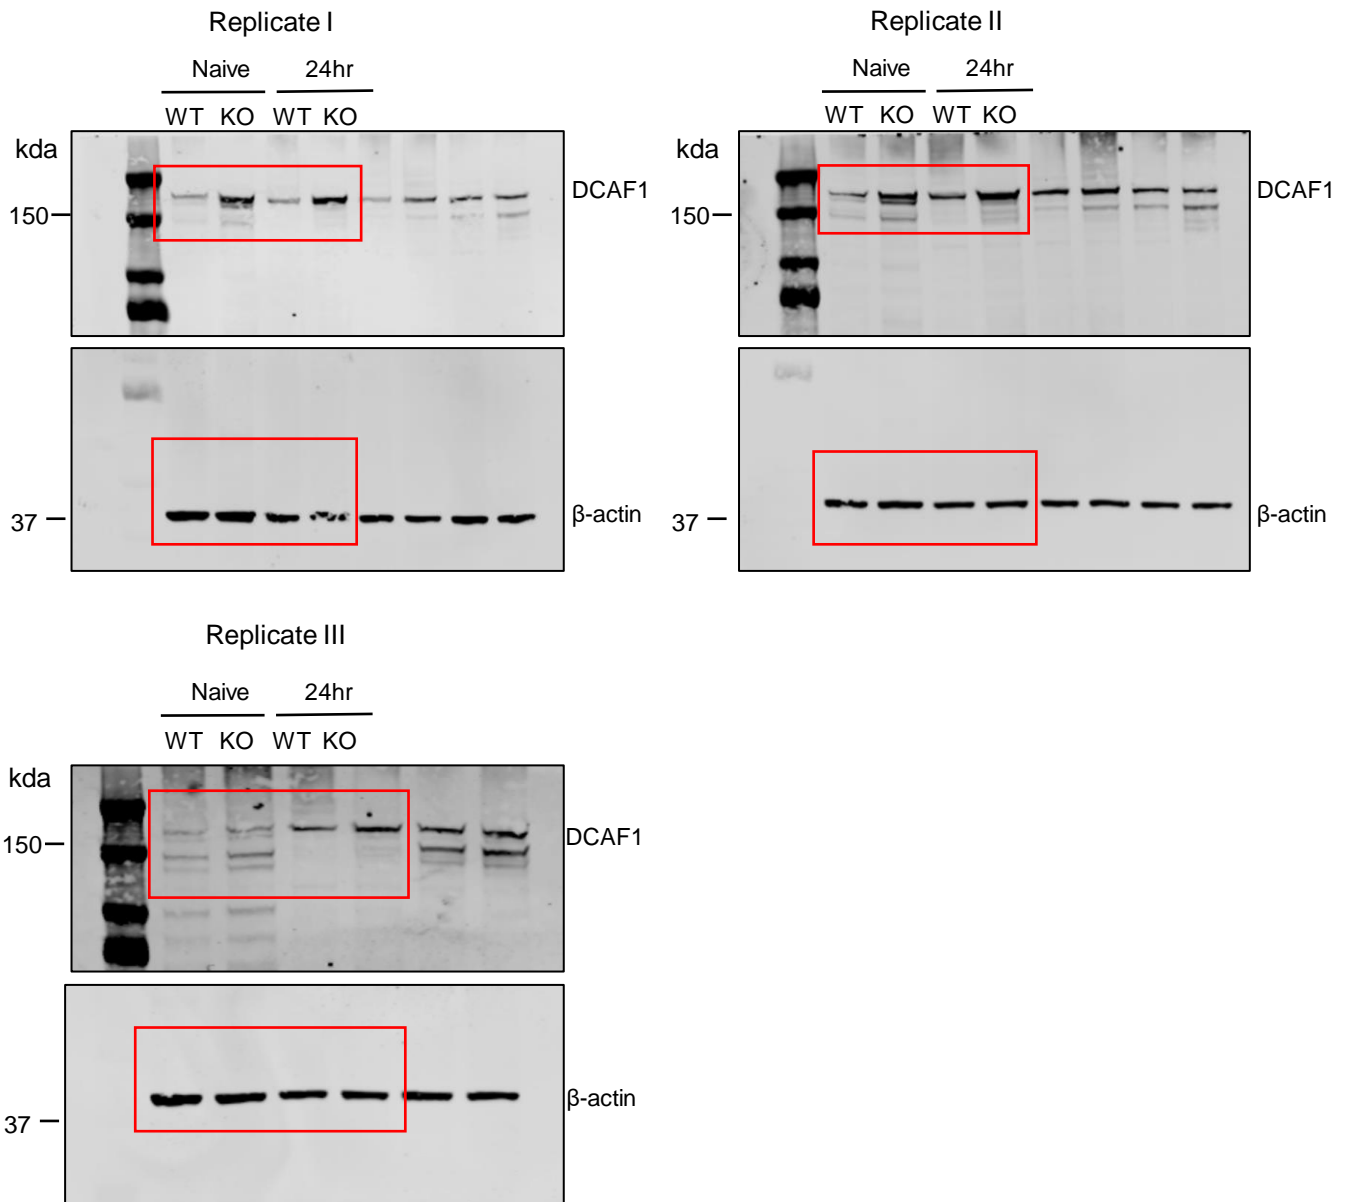 Replicate I
Naive 24hr
WT KO WT KO
kda
150
DCAF1
37
β-actin
Replicate II
Naive 24hr
WT KO WT KO
kda
150
DCAF1
37
β-actin
Replicate III
Naive 24hr
WT KO WT KO
kda
150
DCAF1
37
β-actin